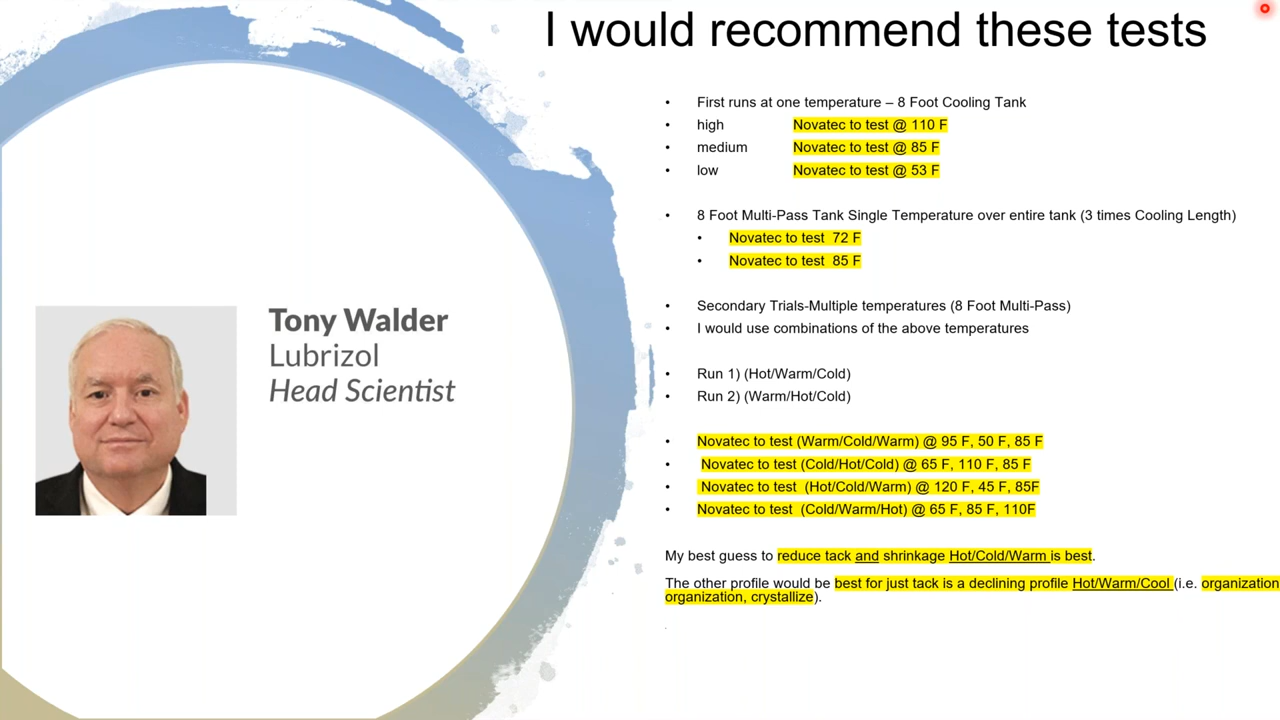 I would recommend these tests
• First runs at one temperature – 8 Foot Cooling Tank
• high Novatec to test @ 110 F
• medium Novatec to test @ 85 F
• low Novatec to test @ 53 F
• 8 Foot Multi-Pass Tank Single Temperature over entire tank (3 times Cooling Length)
• Novatec to test 72 F
• Novatec to test 85 F
• Secondary Trials-Multiple temperatures (8 Foot Multi-Pass)
• I would use combinations of the above temperatures
• Run 1) (Hot/Warm/Cold)
• Run 2) (Warm/Hot/Cold)
• Novatec to test (Warm/Cold/Warm) @ 95 F, 50 F, 85 F
• Novatec to test (Cold/Hot/Cold) @ 65 F, 110 F, 85 F
• Novatec to test (Hot/Cold/Warm) @ 120 F, 45 F, 85F
• Novatec to test (Cold/Warm/Hot) @ 65 F, 85 F, 110F
My best guess to reduce tack and shrinkage Hot/Cold/Warm is best.
The other profile would be best for just tack is a declining profile Hot/Warm/Cool (i.e. organization
organization, crystallize).
Tony Walder
Lubrizol
Head Scientist